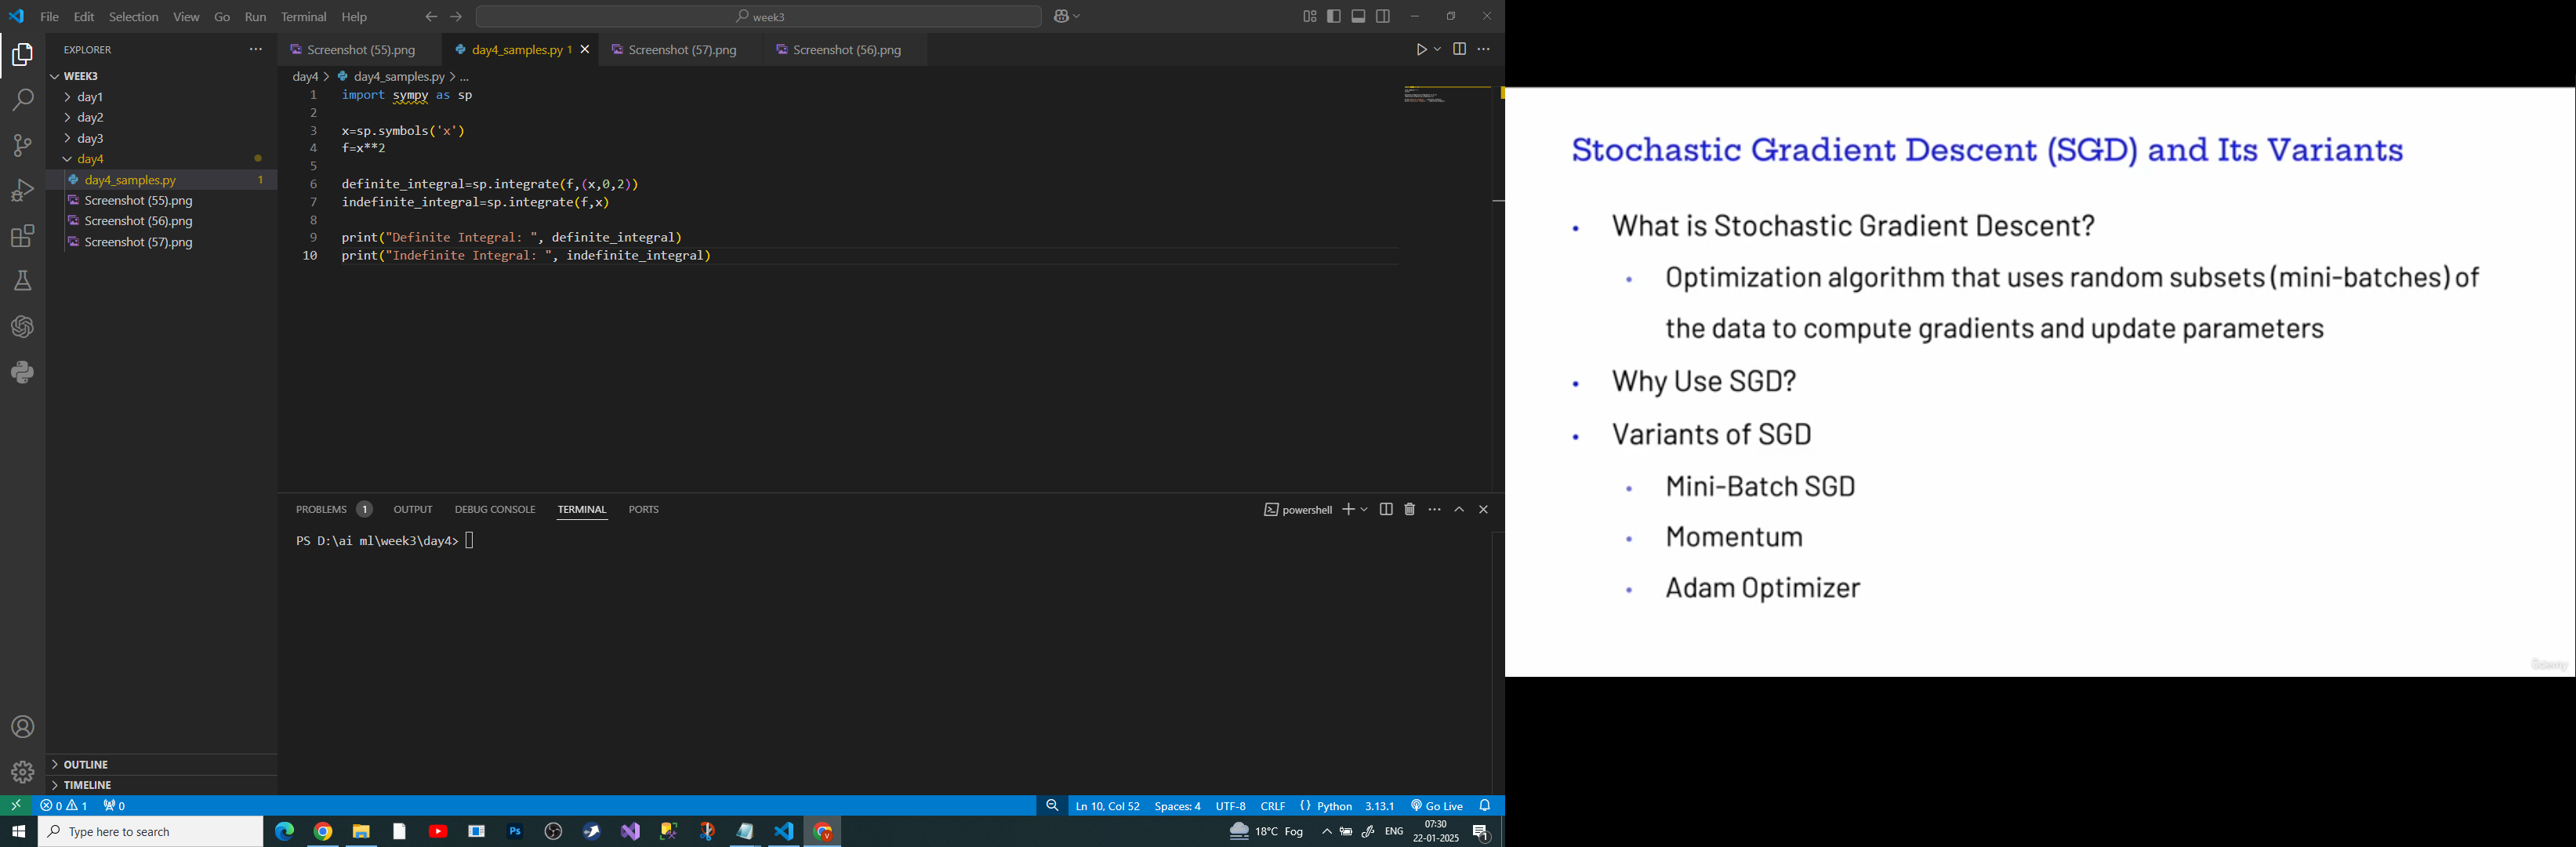 File Edit Selection View Go Run Terminal Help
week3
EXPLORER
WEEK3
day1
day2
day3
day4
day4_samples.py 1
Screenshot (55).png
Screenshot (56).png
Screenshot (57).png
OUTLINE
TIMELINE
Screenshot (55).png day4_samples.py 1 Screenshot (57).png Screenshot (56).png
day4 > day4_samples.py > ...
1 import sympy as sp
2
3 x=sp.symbols('x')
4 f=x**2
5
6 definite_integral=sp.integrate(f,(x,0,2))
7 indefinite_integral=sp.integrate(f,x)
8
9 print("Definite Integral: ", definite_integral)
10 print("Indefinite Integral: ", indefinite_integral)
PROBLEMS 1 OUTPUT DEBUG CONSOLE TERMINAL PORTS
powershell
PS D:\ai ml\week3\day4>
0 1 0
Ln 10, Col 52 Spaces: 4 UTF-8 CRLF {} Python 3.13.1 Go Live
Type here to search
Ps
18°C Fog
ENG
07:30
22-01-2025
1
Stochastic Gradient Descent (SGD) and Its Variants
• What is Stochastic Gradient Descent?
• Optimization algorithm that uses random subsets (mini-batches) of
the data to compute gradients and update parameters
• Why Use SGD?
• Variants of SGD
• Mini-Batch SGD
• Momentum
• Adam Optimizer
Udemy